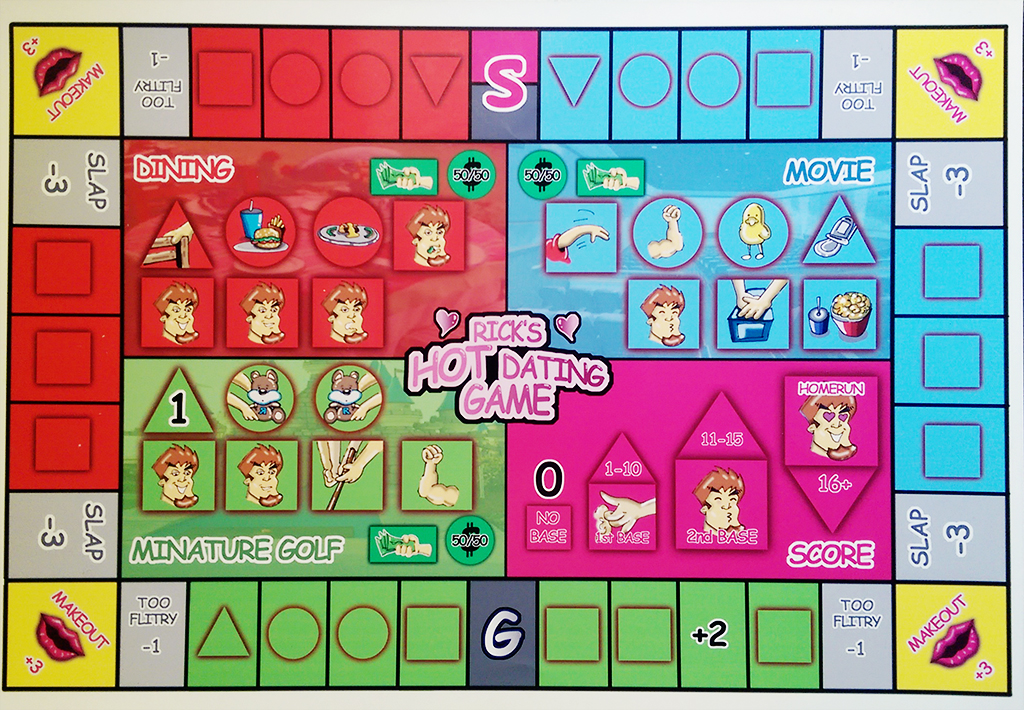 MAKEOUT
+3
TOO
FLITRY
-1
S
TOO
FLITRY
-1
MAKEOUT
+3
SLAP
-3
DINING
50/50
50/50
MOVIE
SLAP
-3
RICK'S
HOT DATING
GAME
1
HOMERUN
11-15
1-10
16+
0
NO
BASE
1st BASE
2nd BASE
SLAP
-3
MINATURE GOLF
50/50
SCORE
SLAP
-3
MAKEOUT
+3
TOO
FLITRY
-1
G
+2
TOO
FLITRY
-1
MAKEOUT
+3